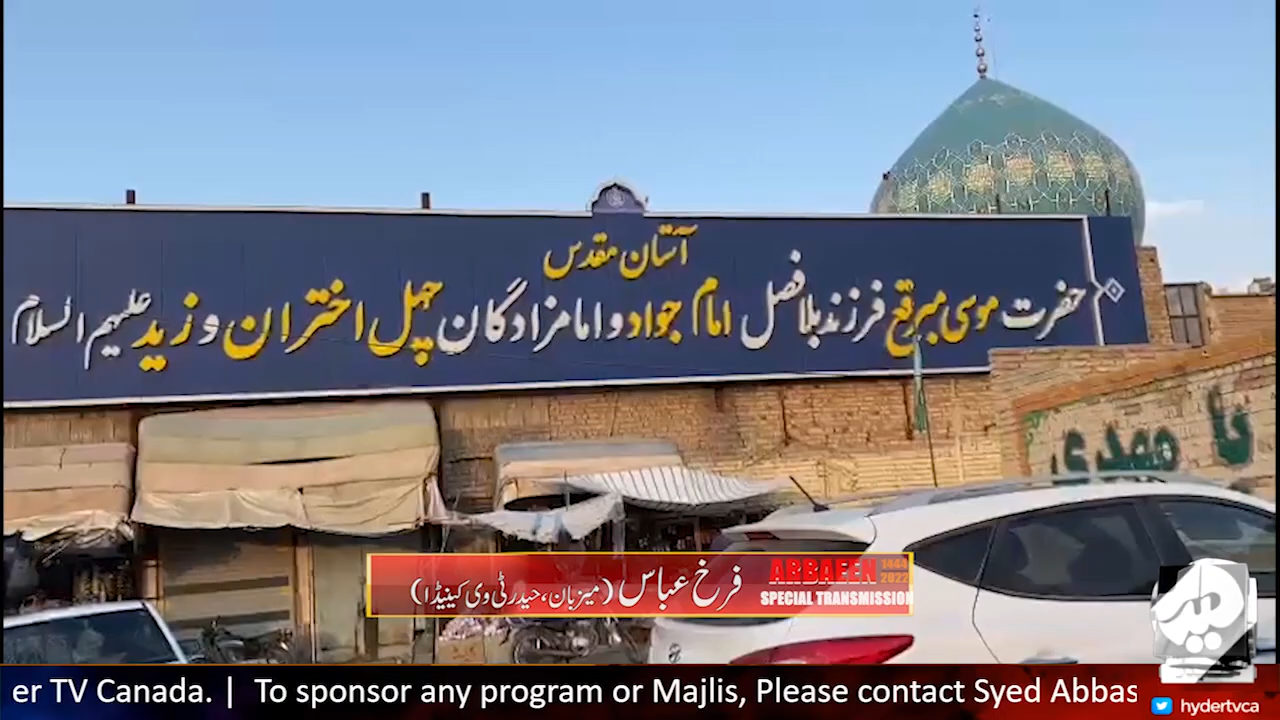 آستان مقدس
حضرت موسی مبرقع فرزند بلافصل امام جواد و امامزادگان چهل اختران و زید علیهم السلام
یا مهدی
فرخ عباس (میزبان، حیدر ٹی وی کینیڈا)
ARBAEEN 1444 2022
SPECIAL TRANSMISSION
er TV Canada. | To sponsor any program or Majlis, Please contact Syed Abbas
hydertvca